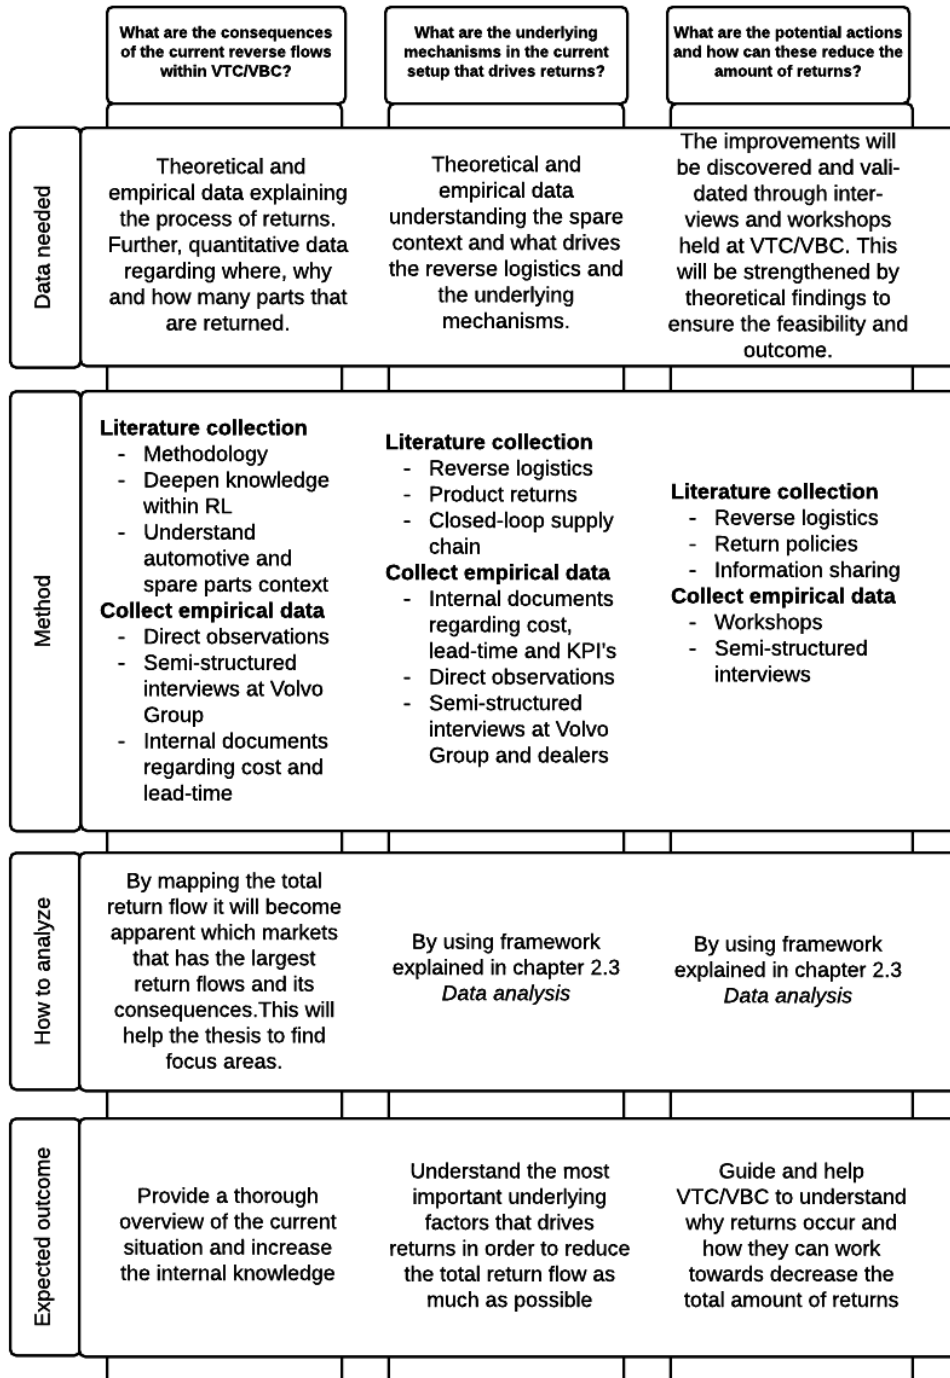 What are the consequences
of the current reverse flows
within VTC/VBC?
What are the underlying
mechanisms in the current
setup that drives returns?
What are the potential actions
and how can these reduce the
amount of returns?
Data needed
Theoretical and
empirical data explaining
the process of returns.
Further, quantitative data
regarding where, why
and how many parts that
are returned.
Theoretical and
empirical data
understanding the spare
context and what drives
the reverse logistics and
the underlying
mechanisms.
The improvements will
be discovered and vali-
dated through inter-
views and workshops
held at VTC/VBC. This
will be strengthened by
theoretical findings to
ensure the feasibility and
outcome.
Method
Literature collection
- Methodology
- Deepen knowledge
within RL
- Understand
automotive and
spare parts context
Collect empirical data
- Direct observations
- Semi-structured
interviews at Volvo
Group
- Internal documents
regarding cost and
lead-time
Literature collection
- Reverse logistics
- Product returns
- Closed-loop supply
chain
Collect empirical data
- Internal documents
regarding cost,
lead-time and KPI's
- Direct observations
- Semi-structured
interviews at Volvo
Group and dealers
Literature collection
- Reverse logistics
- Return policies
- Information sharing
Collect empirical data
- Workshops
- Semi-structured
interviews
How to analyze
By mapping the total
return flow it will become
apparent which markets
that has the largest
return flows and its
consequences.This will
help the thesis to find
focus areas.
By using framework
explained in chapter 2.3
Data analysis
By using framework
explained in chapter 2.3
Data analysis
Expected outcome
Provide a thorough
overview of the current
situation and increase
the internal knowledge
Understand the most
important underlying
factors that drives
returns in order to reduce
the total return flow as
much as possible
Guide and help
VTC/VBC to understand
why returns occur and
how they can work
towards decrease the
total amount of returns